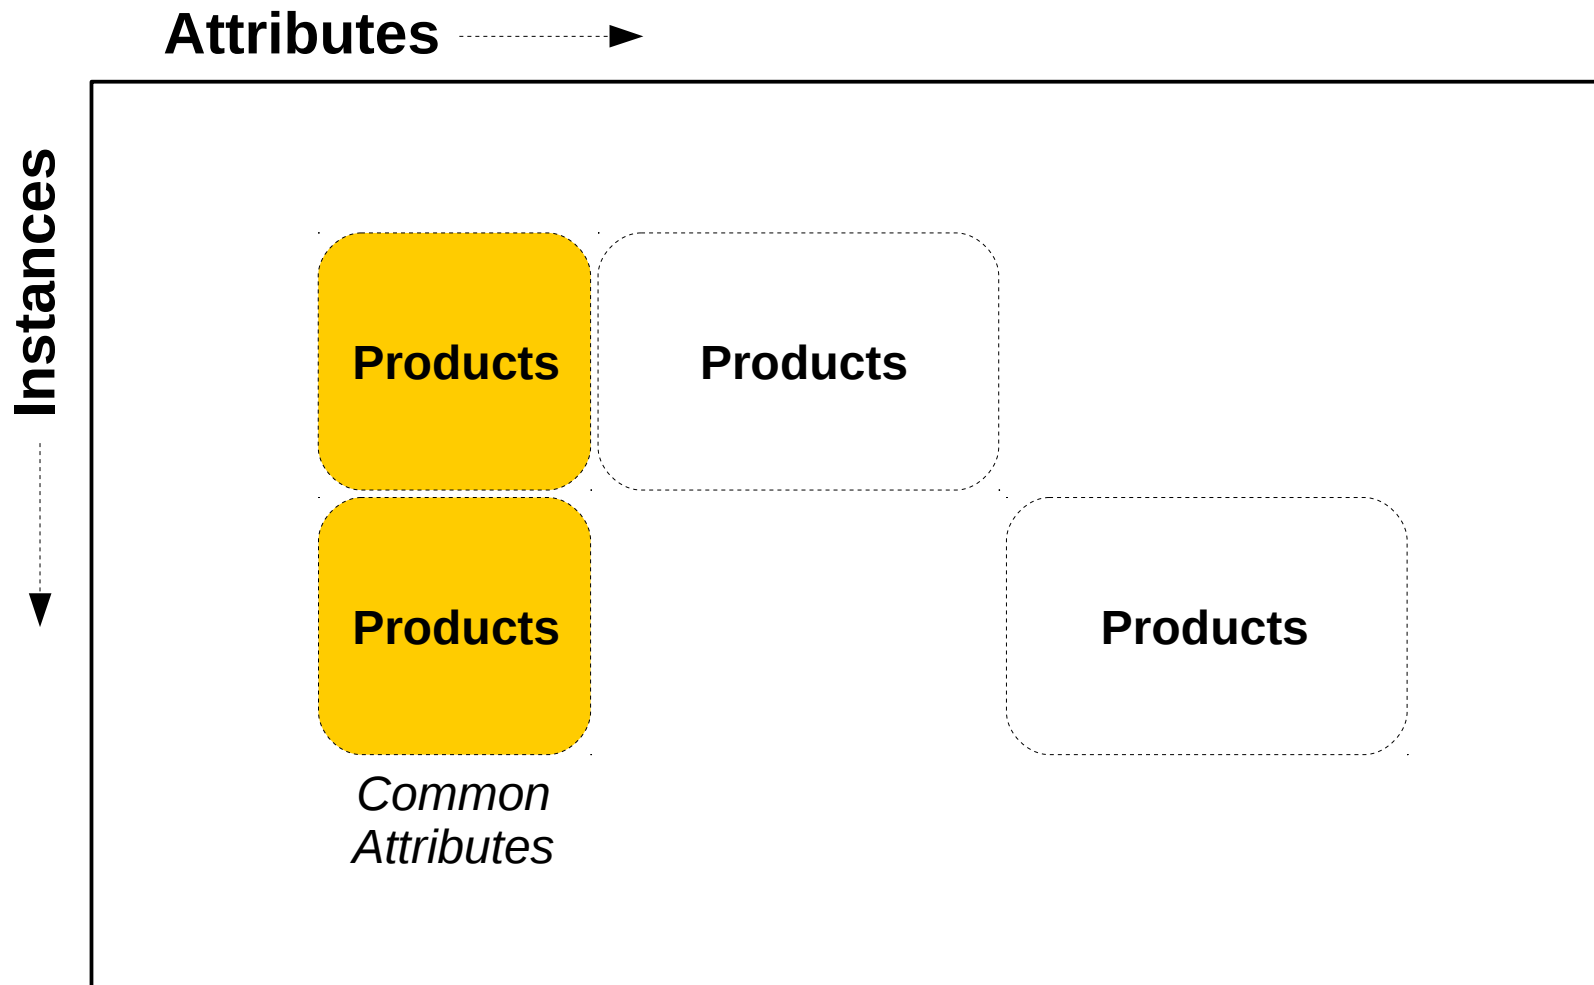 Attributes
Instances
Products
Products
Products
Products
Common
Attributes